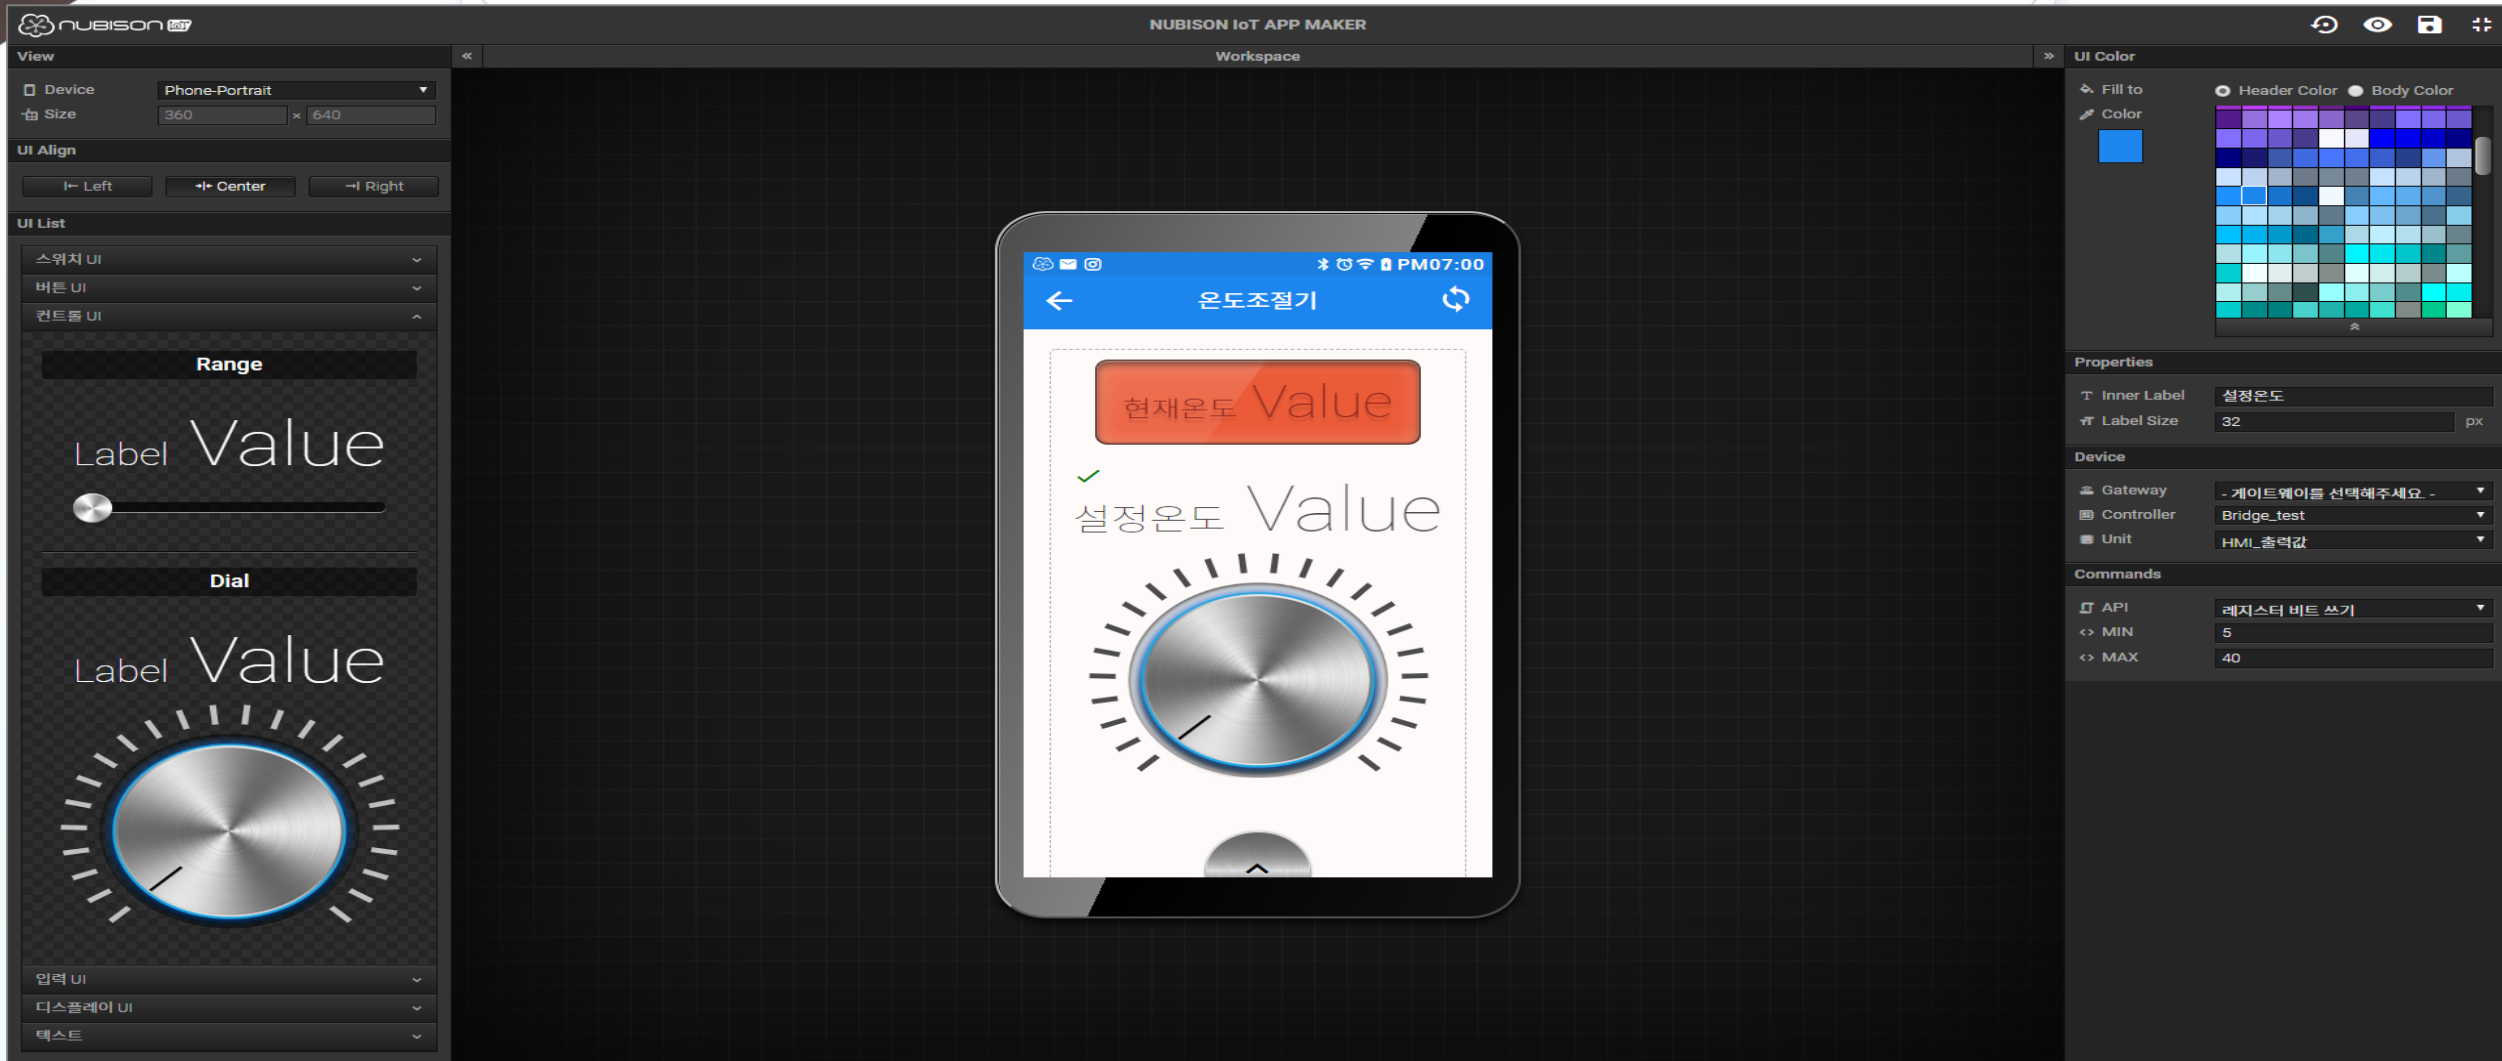 NUBISON IoT
NUBISON IoT APP MAKER
View
Device
Phone-Portrait
Size
360 × 640
UI Align
Left
Center
Right
UI List
스위치 UI
버튼 UI
컨트롤 UI
Range
Label Value
Dial
Label Value
입력 UI
디스플레이 UI
텍스트
Workspace
PM07:00
온도조절기
현재온도 Value
설정온도 Value
UI Color
Fill to
Header Color
Body Color
Color
Properties
Inner Label
설정온도
Label Size
32
px
Device
Gateway
- 게이트웨이를 선택해주세요. -
Controller
Bridge_test
Unit
HMI_출력값
Commands
API
레지스터 비트 쓰기
MIN
5
MAX
40